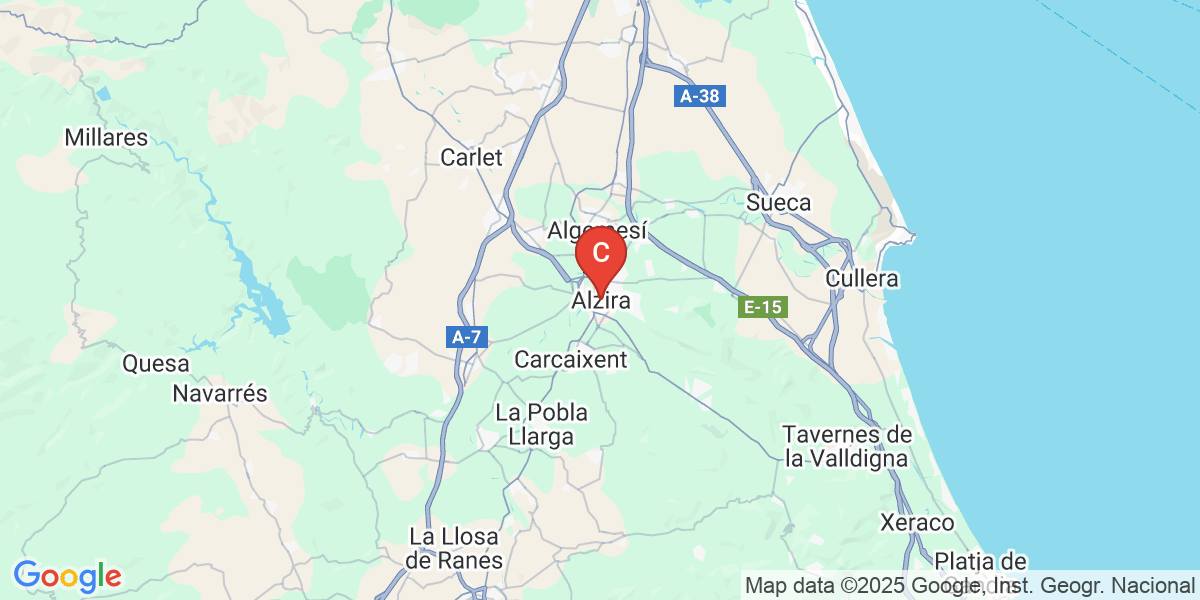 A-38
Millares
Carlet
Sueca
Algemesí
C
Cullera
Alzira
E-15
A-7
Quesa
Carcaixent
Navarrés
La Pobla
Llarga
Tavernes de
la Valldigna
Xeraco
La Llosa
de Ranes
Platja de
Google
Map data ©2025 Google, Inst. Geogr. Nacional